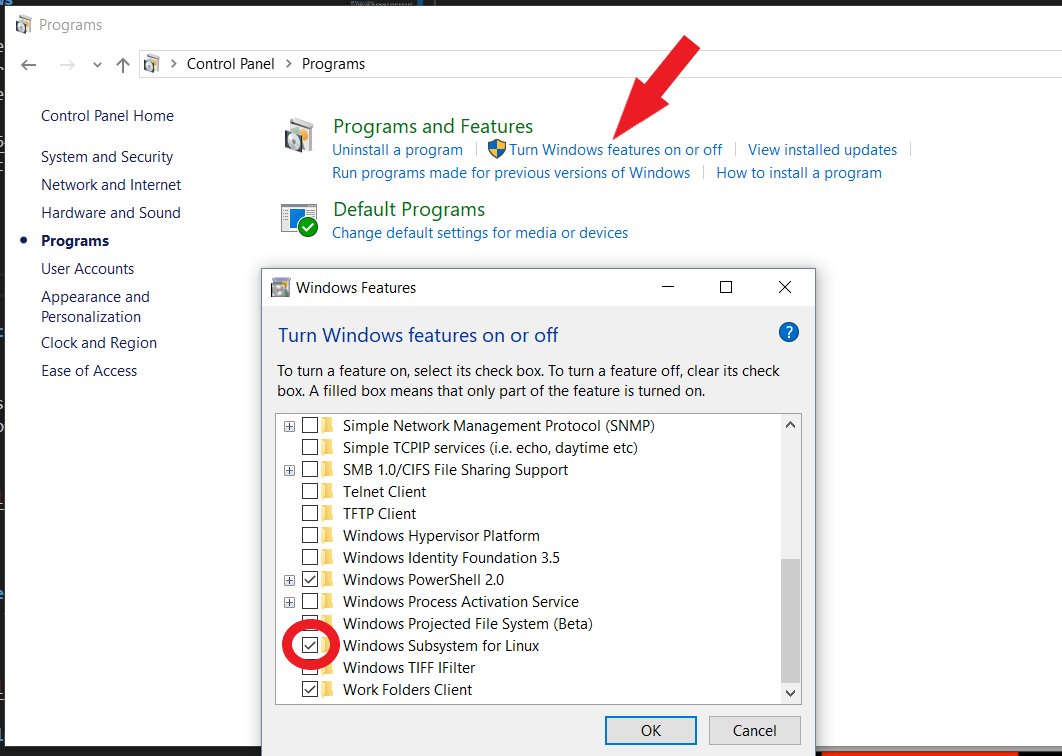 Programs
Control Panel > Programs
Control Panel Home
System and Security
Network and Internet
Hardware and Sound
Programs
User Accounts
Appearance and
Personalization
Clock and Region
Ease of Access
Programs and Features
Uninstall a program
Turn Windows features on or off
View installed updates
Run programs made for previous versions of Windows
How to install a program
Default Programs
Change default settings for media or devices
Windows Features
Turn Windows features on or off
To turn a feature on, select its check box. To turn a feature off, clear its check
box. A filled box means that only part of the feature is turned on.
Simple Network Management Protocol (SNMP)
Simple TCPIP services (i.e. echo, daytime etc)
SMB 1.0/CIFS File Sharing Support
Telnet Client
TFTP Client
Windows Hypervisor Platform
Windows Identity Foundation 3.5
Windows PowerShell 2.0
Windows Process Activation Service
Windows Projected File System (Beta)
Windows Subsystem for Linux
Windows TIFF IFilter
Work Folders Client
OK
Cancel